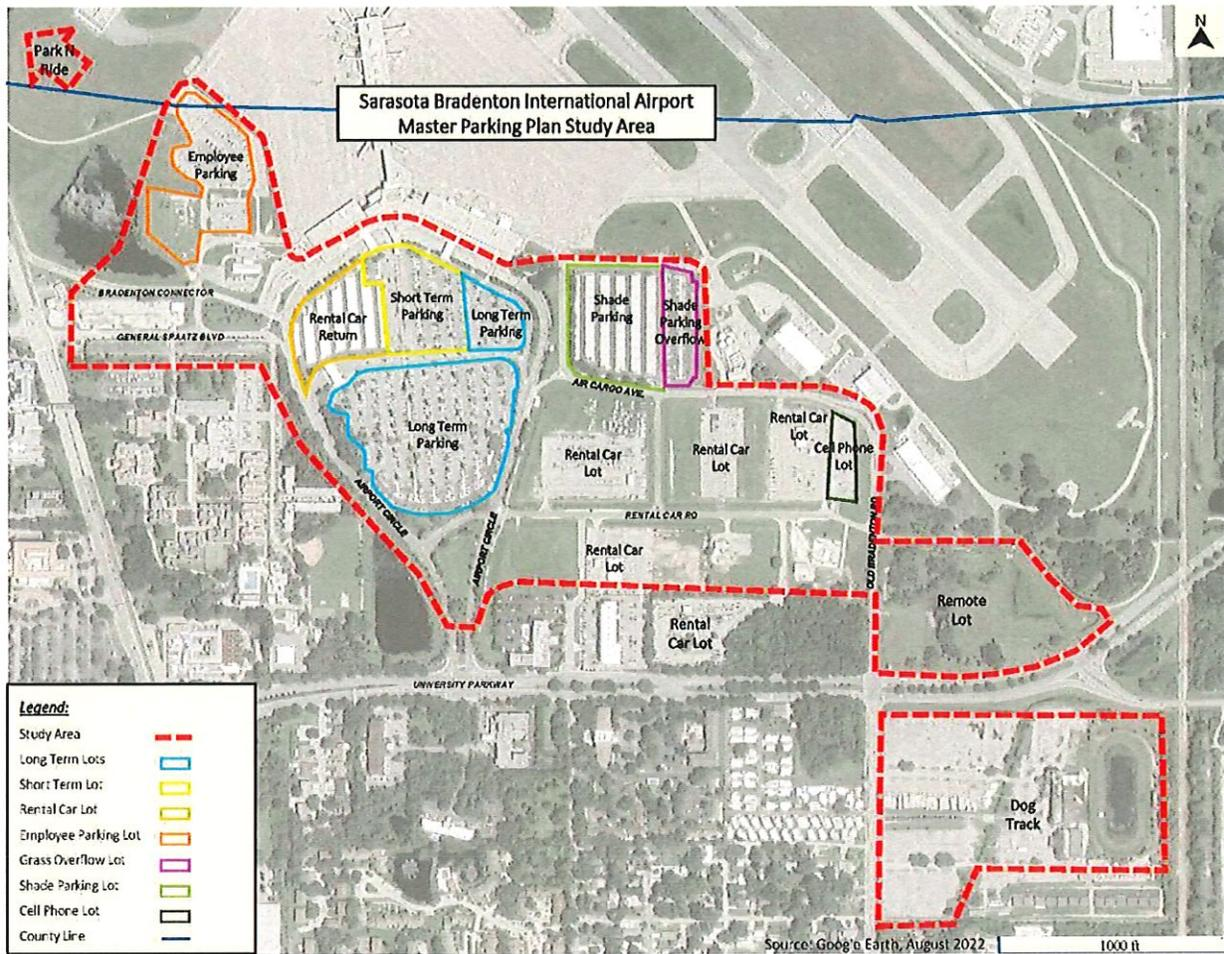 Park N
Ride
N
Sarasota Bradenton International Airport
Master Parking Plan Study Area
Employee
Parking
BRADENTON CONNECTOR
GENERAL SPAATZ BLVD
Rental Car
Return
Short Term
Parking
Long Term
Parking
Shade
Parking
Shade
Parking
Overflow
AIR CARGO AVE.
Long Term
Parking
Rental Car
Lot
Rental Car
Lot
Rental Car
Lot
Cell Phone
Lot
AIRPORT CIRCLE
AIRPORT CIRCLE
RENTAL CAR RD
OLD BRADENTON RD
Rental Car
Lot
Rental
Car Lot
Remote
Lot
UNIVERSITY PARKWAY
Dog
Track
Legend:
Study Area
Long Term Lots
Short Term Lot
Rental Car Lot
Employee Parking Lot
Grass Overflow Lot
Shade Parking Lot
Cell Phone Lot
County Line
Source: Google Earth, August 2022
1000 ft